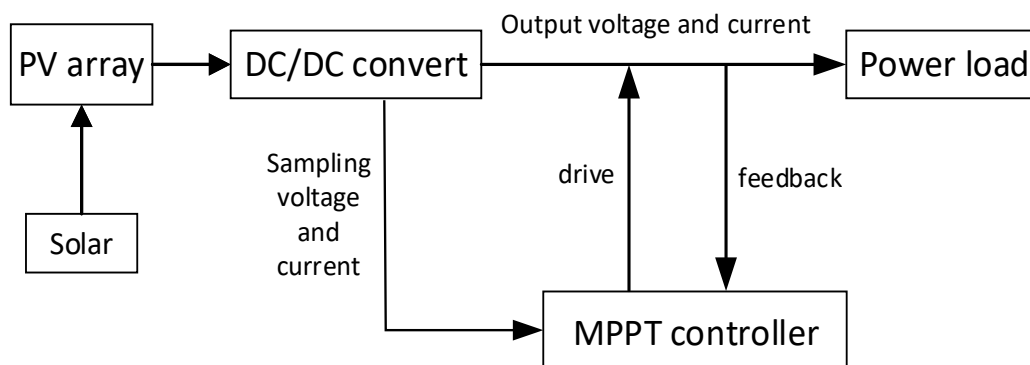 Output voltage and current
PV array
DC/DC convert
Power load
Sampling
voltage
and
current
drive
feedback
Solar
MPPT controller